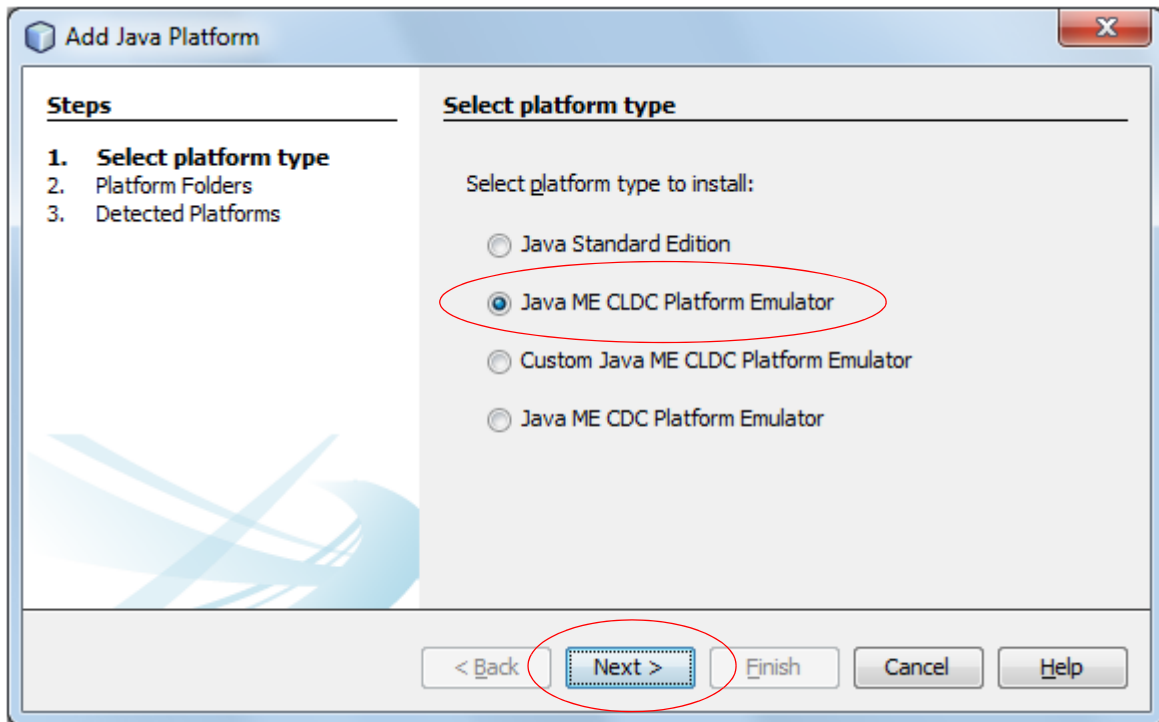 Add Java Platform
X
Steps
1. Select platform type
2. Platform Folders
3. Detected Platforms
Select platform type
Select platform type to install:
Java Standard Edition
Java ME CLDC Platform Emulator
Custom Java ME CLDC Platform Emulator
Java ME CDC Platform Emulator
< Back
Next >
Finish
Cancel
Help